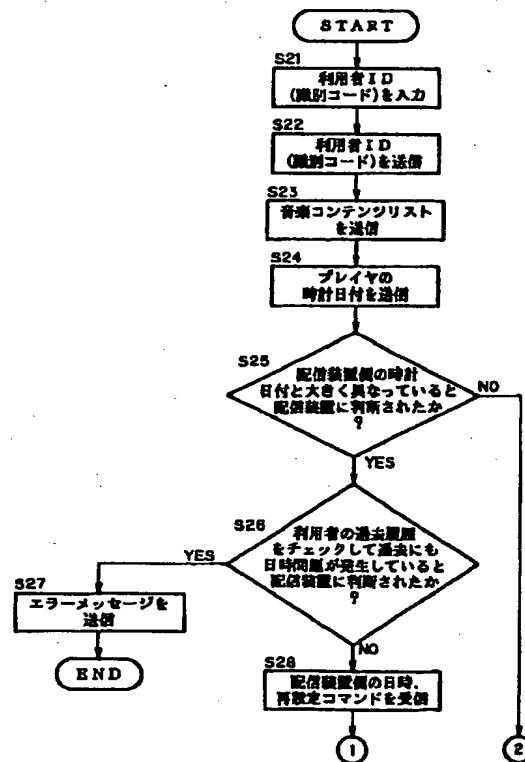 START
S21
利用者ID
(識別コード)を入力
S22
利用者ID
(識別コード)を送信
S23
音楽コンテンツリスト
を送信
S24
プレイヤの
時計日付を送信
S25
配信装置側の時計
日付と大きく異なっていると
配信装置に判断されたか
?
NO
YES
S26
利用者の過去履歴
をチェックして過去にも
日時問題が発生していると
配信装置に判断されたか
?
YES
S27
エラーメッセージを
送信
END
NO
S28
配信装置側の日時,
再設定コマンドを受信
1
2